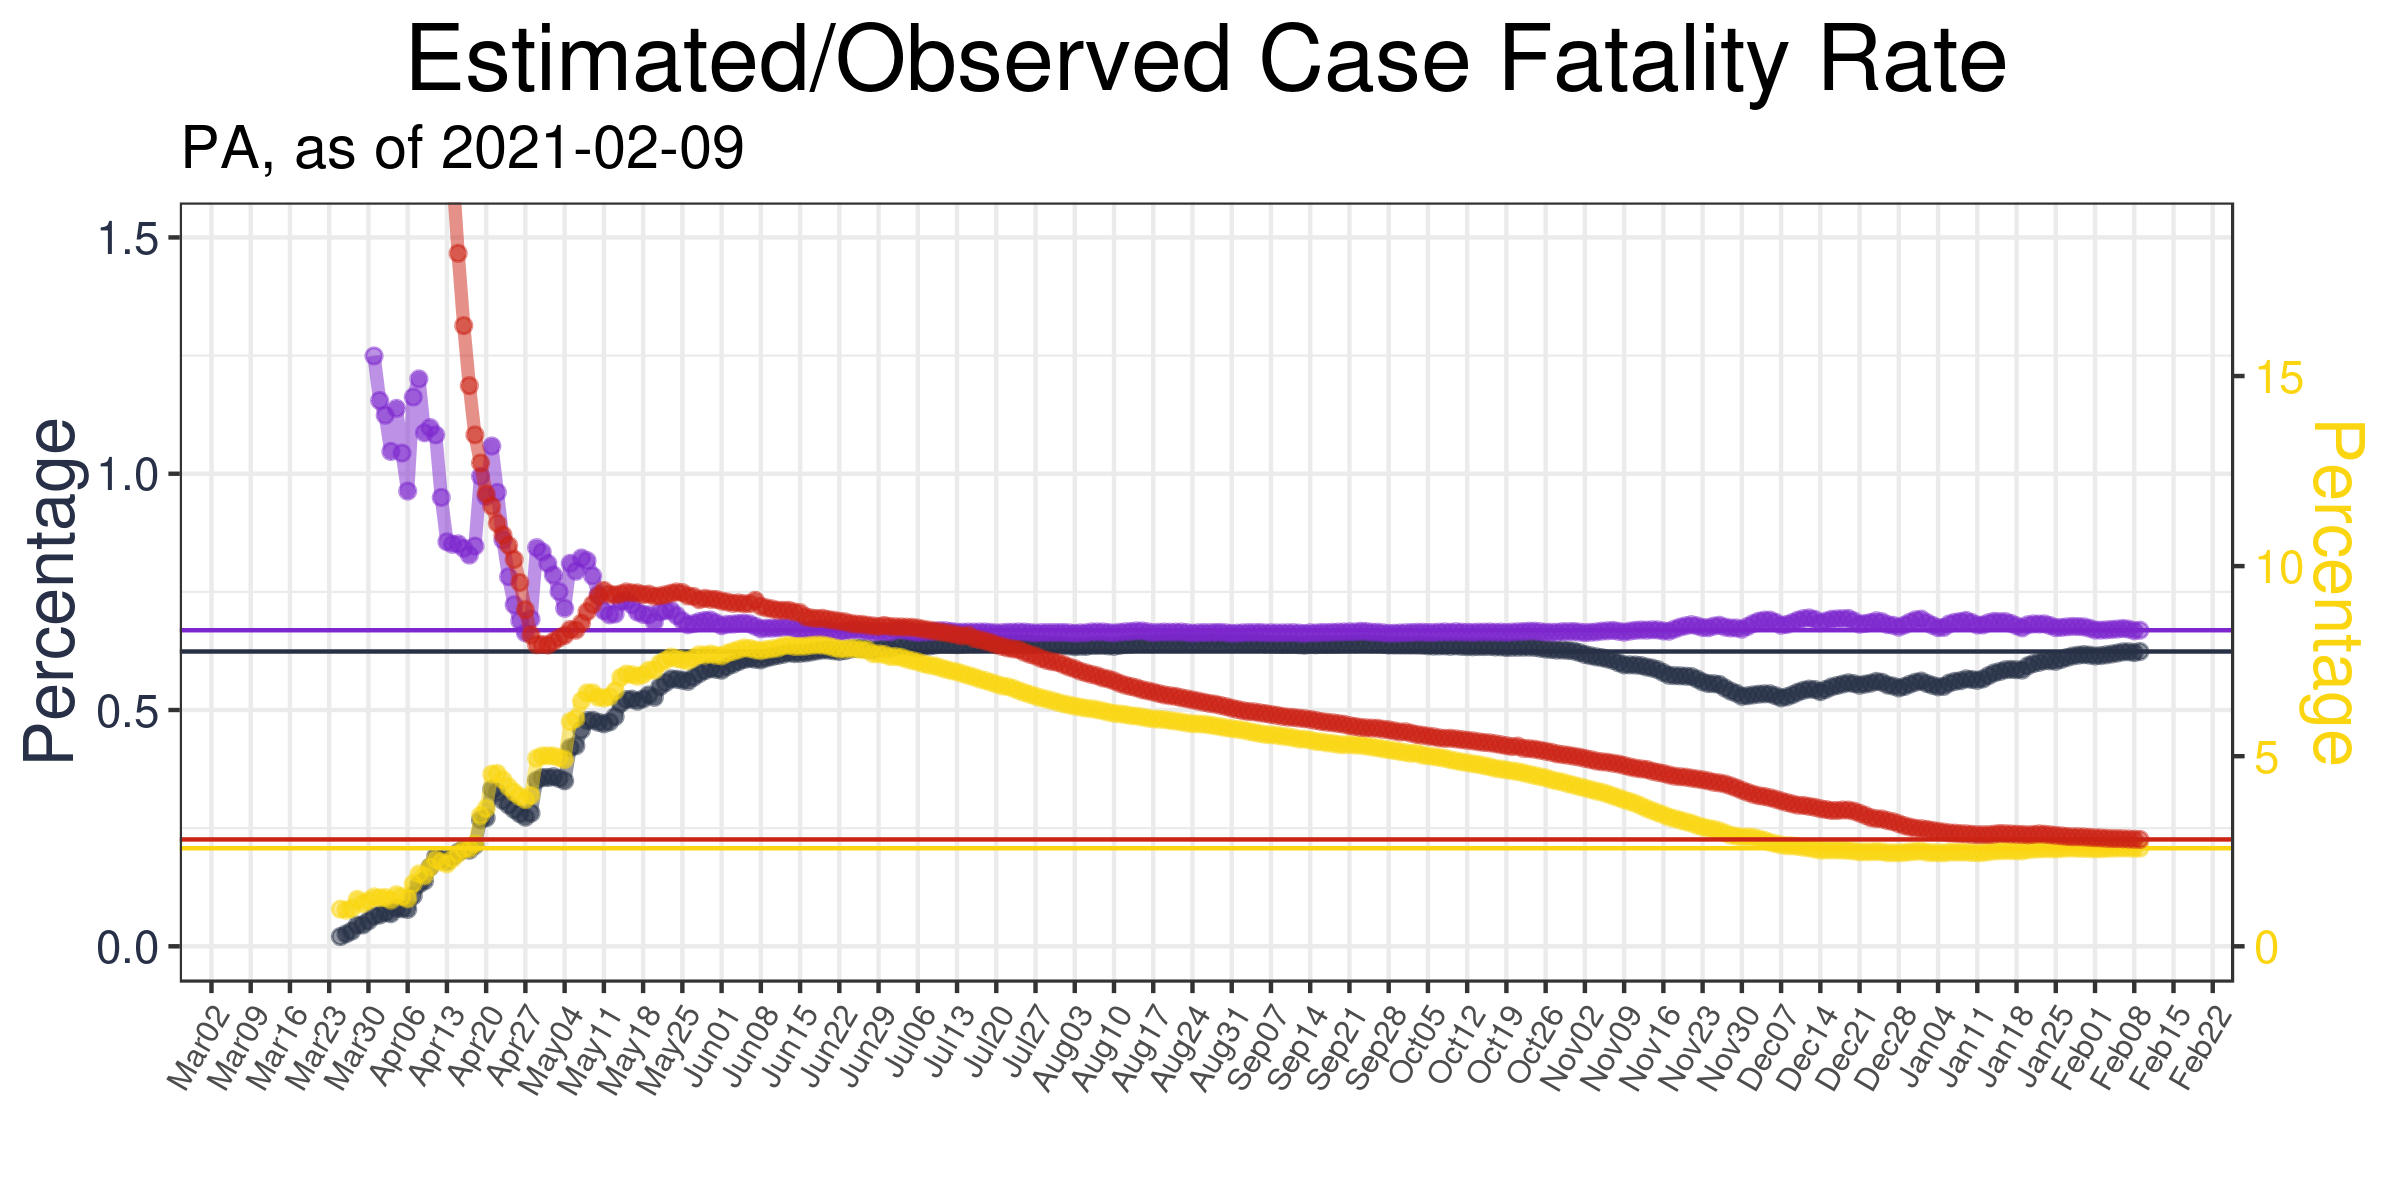 Estimated/Observed Case Fatality Rate
PA, as of 2021-02-09
Percentage
1.5
1.0
0.5
0.0
15
10
5
0
Percentage
Mar02
Mar09
Mar16
Mar23
Mar30
Apr06
Apr13
Apr20
Apr27
May04
May11
May18
May25
Jun01
Jun08
Jun15
Jun22
Jun29
Jul06
Jul13
Jul20
Jul27
Aug03
Aug10
Aug17
Aug24
Aug31
Sep07
Sep14
Sep21
Sep28
Oct05
Oct12
Oct19
Oct26
Nov02
Nov09
Nov16
Nov23
Nov30
Dec07
Dec14
Dec21
Dec28
Jan04
Jan11
Jan18
Jan25
Feb01
Feb08
Feb15
Feb22